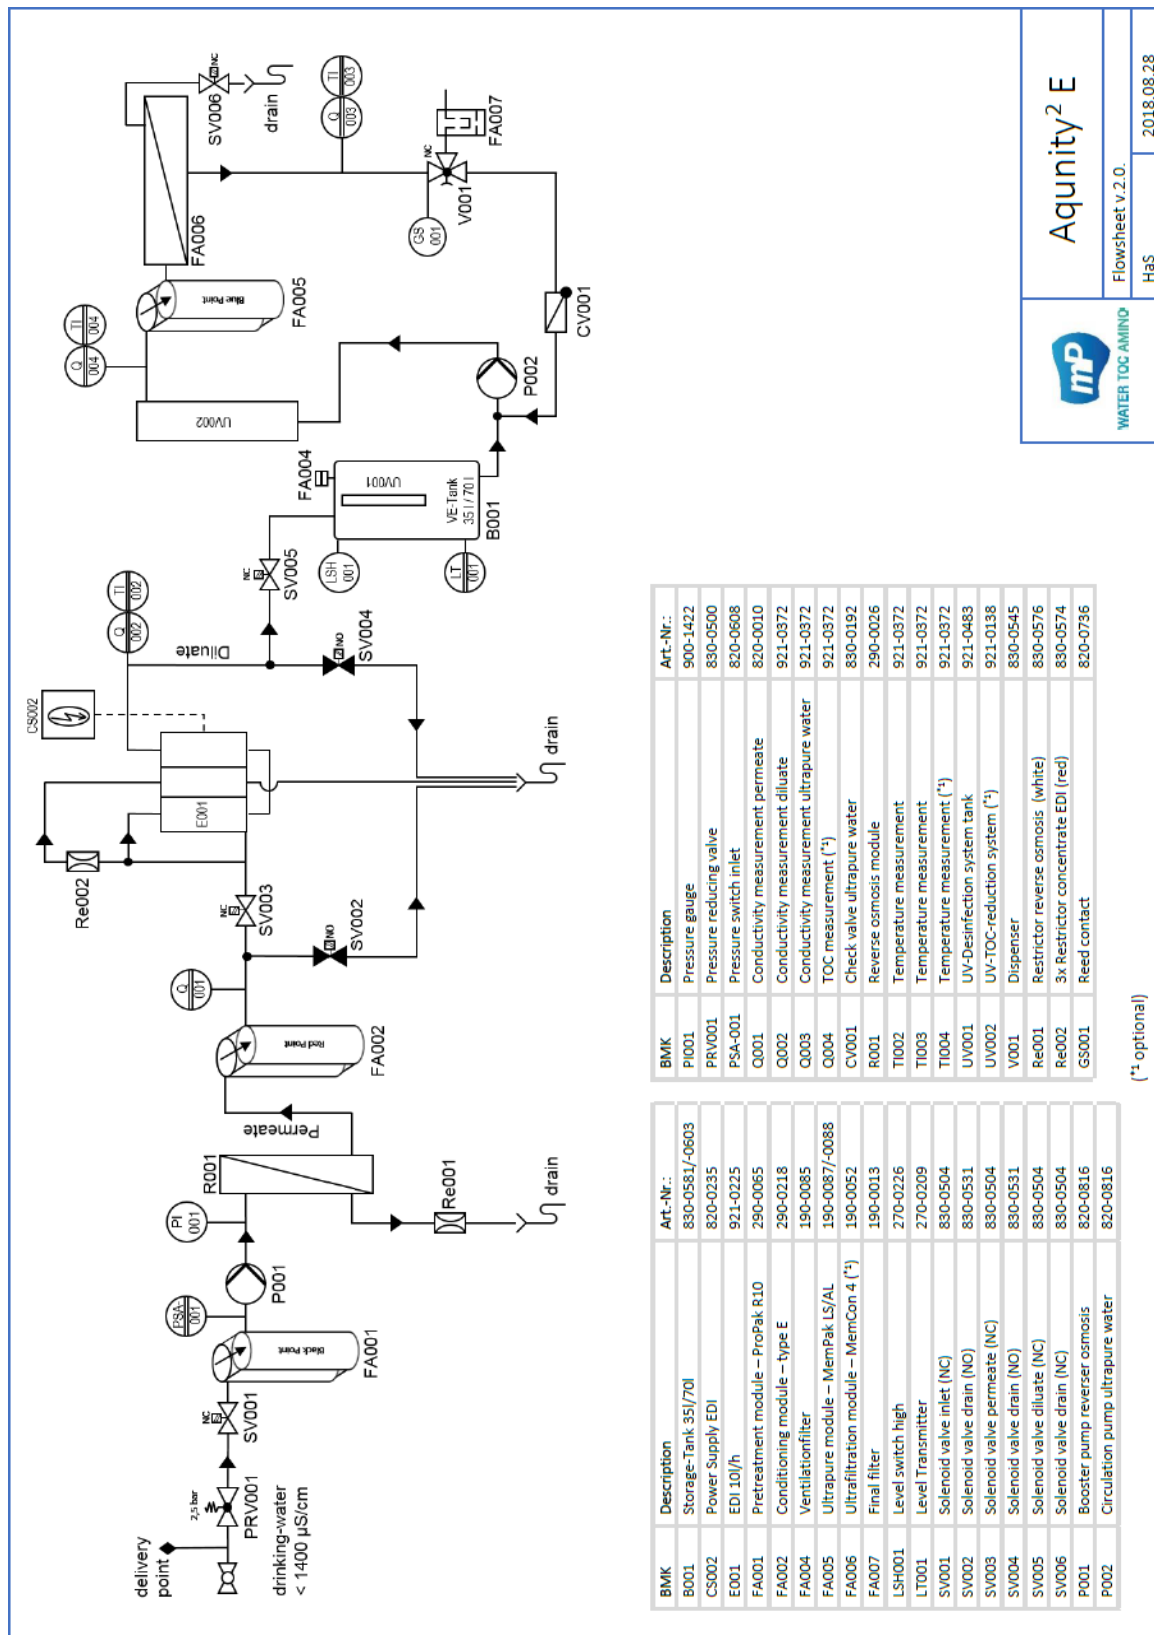 delivery
point
2,5 bar
PRV001
drinking-water
< 1400 µS/cm
NC
SV001
Black Point
FA001
PSA-
001
P001
PI
001
R001
Permeate
Re001
drain
Red Point
FA002
Q
001
NO
SV002
NC
SV003
Re002
E001
CS002
Diluate
Q
002
TI
002
NO
SV004
drain
NC
SV005
LSH
001
LT
001
FA004
UV001
VE-Tank
35 l / 70 l
B001
P002
UV002
Q
004
TI
004
Blue Point
FA005
FA006
NC
SV006
drain
Q
003
TI
003
GS
001
NC
V001
FA007
CV001
BMK Description Art.-Nr.:
B001 Storage-Tank 35l/70l 830-0581/-0603
CS002 Power Supply EDI 820-0235
E001 EDI 10l/h 921-0225
FA001 Pretreatment module – ProPak R10 290-0065
FA002 Conditioning module – type E 290-0218
FA004 Ventilationfilter 190-0085
FA005 Ultrapure module – MemPak LS/AL 190-0087/-0088
FA006 Ultrafiltration module – MemCon 4 (*¹) 190-0052
FA007 Final filter 190-0013
LSH001 Level switch high 270-0226
LT001 Level Transmitter 270-0209
SV001 Solenoid valve inlet (NC) 830-0504
SV002 Solenoid valve drain (NO) 830-0531
SV003 Solenoid valve permeate (NC) 830-0504
SV004 Solenoid valve drain (NO) 830-0531
SV005 Solenoid valve diluate (NC) 830-0504
SV006 Solenoid valve drain (NC) 830-0504
P001 Booster pump reverser osmosis 820-0816
P002 Circulation pump ultrapure water 820-0816
BMK Description Art.-Nr.:
PI001 Pressure gauge 900-1422
PRV001 Pressure reducing valve 830-0500
PSA-001 Pressure switch inlet 820-0608
Q001 Conductivity measurement permeate 820-0010
Q002 Conductivity measurement diluate 921-0372
Q003 Conductivity measurement ultrapure water 921-0372
Q004 TOC measurement (*¹) 921-0372
CV001 Check valve ultrapure water 830-0192
R001 Reverse osmosis module 290-0026
TI002 Temperature measurement 921-0372
TI003 Temperature measurement 921-0372
TI004 Temperature measurement (*¹) 921-0372
UV001 UV-Desinfection system tank 921-0483
UV002 UV-TOC-reduction system (*¹) 921-0138
V001 Dispenser 830-0545
Re001 Restrictor reverse osmosis (white) 830-0576
Re002 3x Restrictor concentrate EDI (red) 830-0574
GS001 Reed contact 820-0736
(*¹ optional)
mP
WATER TOC AMINO
Aqunity² E
Flowsheet v.2.0.
HaS 2018.08.28